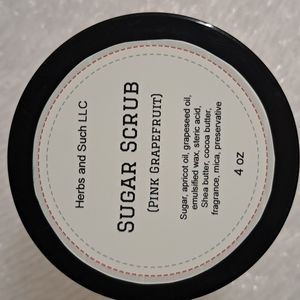 Herbs and Such LLC
SUGAR SCRUB
(PINK GRAPEFRUIT)
Sugar, apricot oil, grapeseed oil,
emulsified wax, steric acid,
Shea butter, cocoa butter,
fragrance, mica, preservative
4 oz